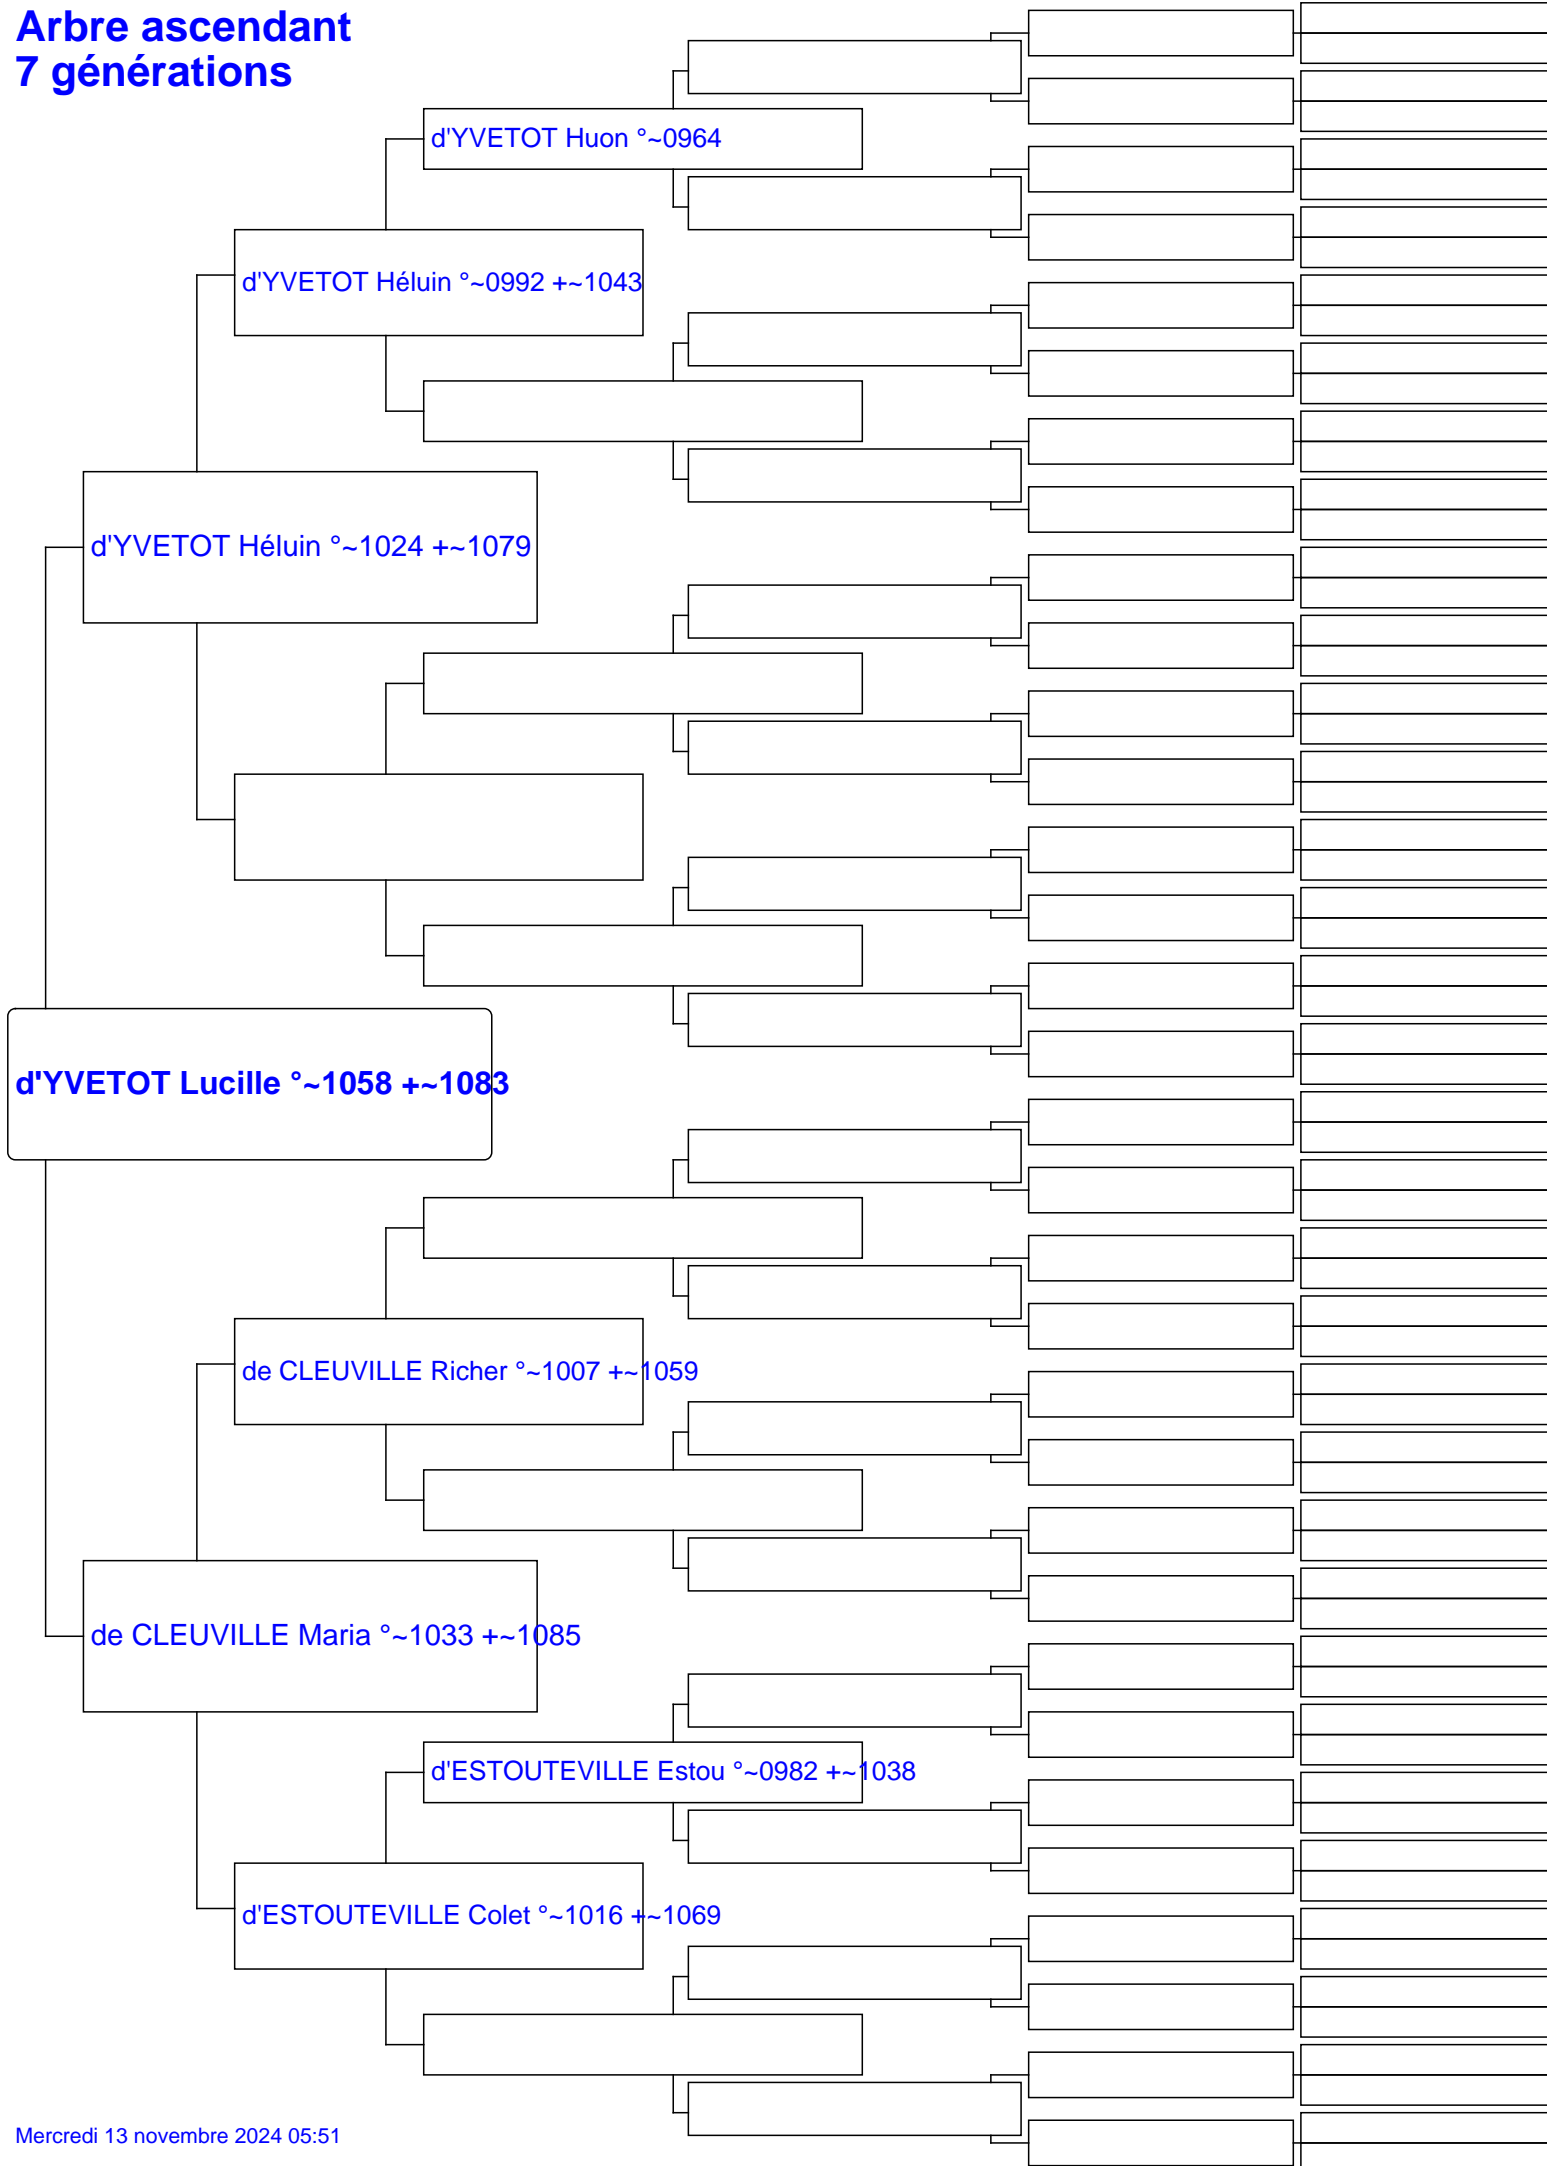 Arbre ascendant
7 générations
d'YVETOT Huon °~0964
d'YVETOT Héluin °~0992 +~1043
d'YVETOT Héluin °~1024 +~1079
d'YVETOT Lucille °~1058 +~1083
de CLEUVILLE Richer °~1007 +~1059
de CLEUVILLE Maria °~1033 +~1085
d'ESTOUTEVILLE Estou °~0982 +~1038
d'ESTOUTEVILLE Colet °~1016 +~1069
Mercredi 13 novembre 2024 05:51